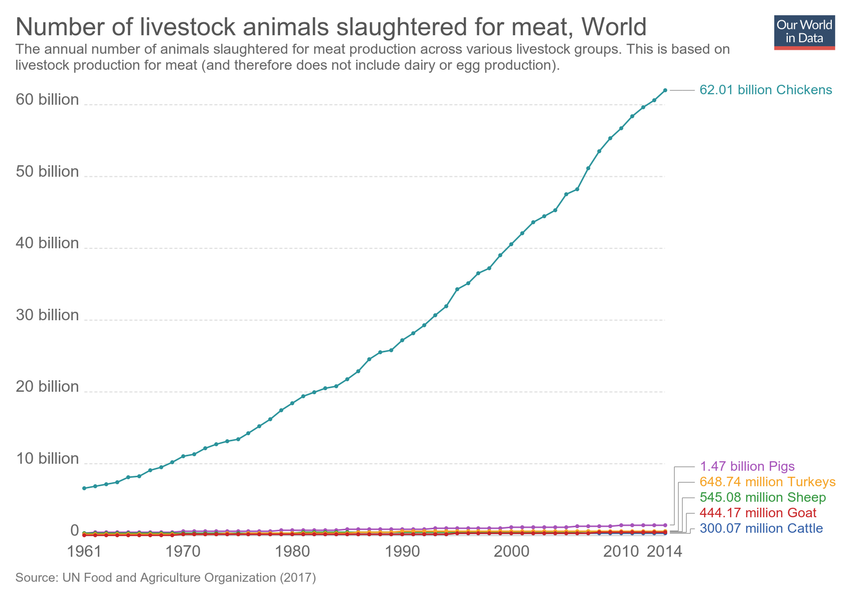 Number of livestock animals slaughtered for meat, World
Our World
in Data
The annual number of animals slaughtered for meat production across various livestock groups. This is based on
livestock production for meat (and therefore does not include dairy or egg production).
60 billion
62.01 billion Chickens
50 billion
40 billion
30 billion
20 billion
10 billion
1.47 billion Pigs
648.74 million Turkeys
545.08 million Sheep
444.17 million Goat
300.07 million Cattle
0
1961 1970 1980 1990 2000 2010 2014
Source: UN Food and Agriculture Organization (2017)